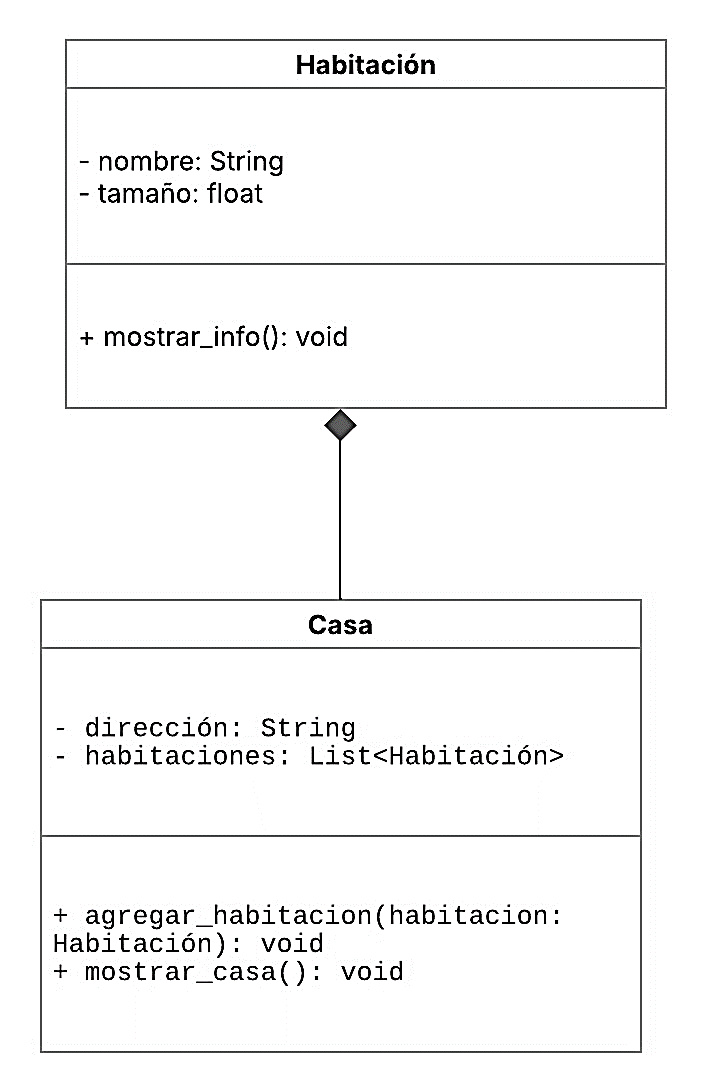 Habitación
- nombre: String
- tamaño: float
+ mostrar_info(): void
Casa
- dirección: String
- habitaciones: List<Habitación>
+ agregar_habitacion(habitacion:
Habitación): void
+ mostrar_casa(): void